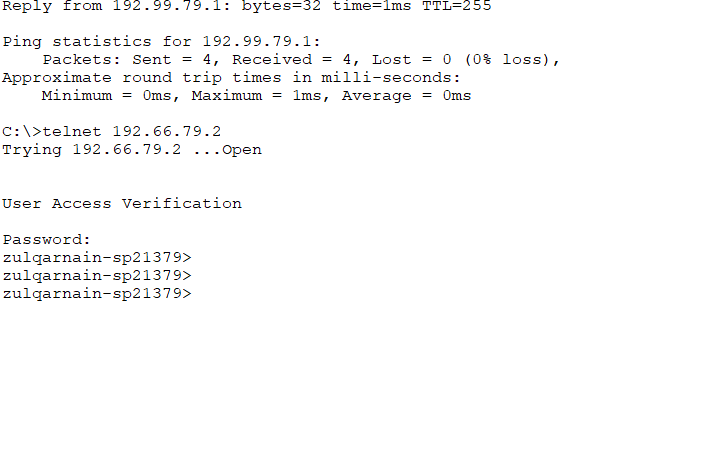 Reply from 192.99.79.1: bytes=32 time=1ms TTL=255
Ping statistics for 192.99.79.1:
    Packets: Sent = 4, Received = 4, Lost = 0 (0% loss),
Approximate round trip times in milli-seconds:
    Minimum = 0ms, Maximum = 1ms, Average = 0ms
C:\>telnet 192.66.79.2
Trying 192.66.79.2 ...Open
User Access Verification
Password:
zulqarnain-sp21379>
zulqarnain-sp21379>
zulqarnain-sp21379>